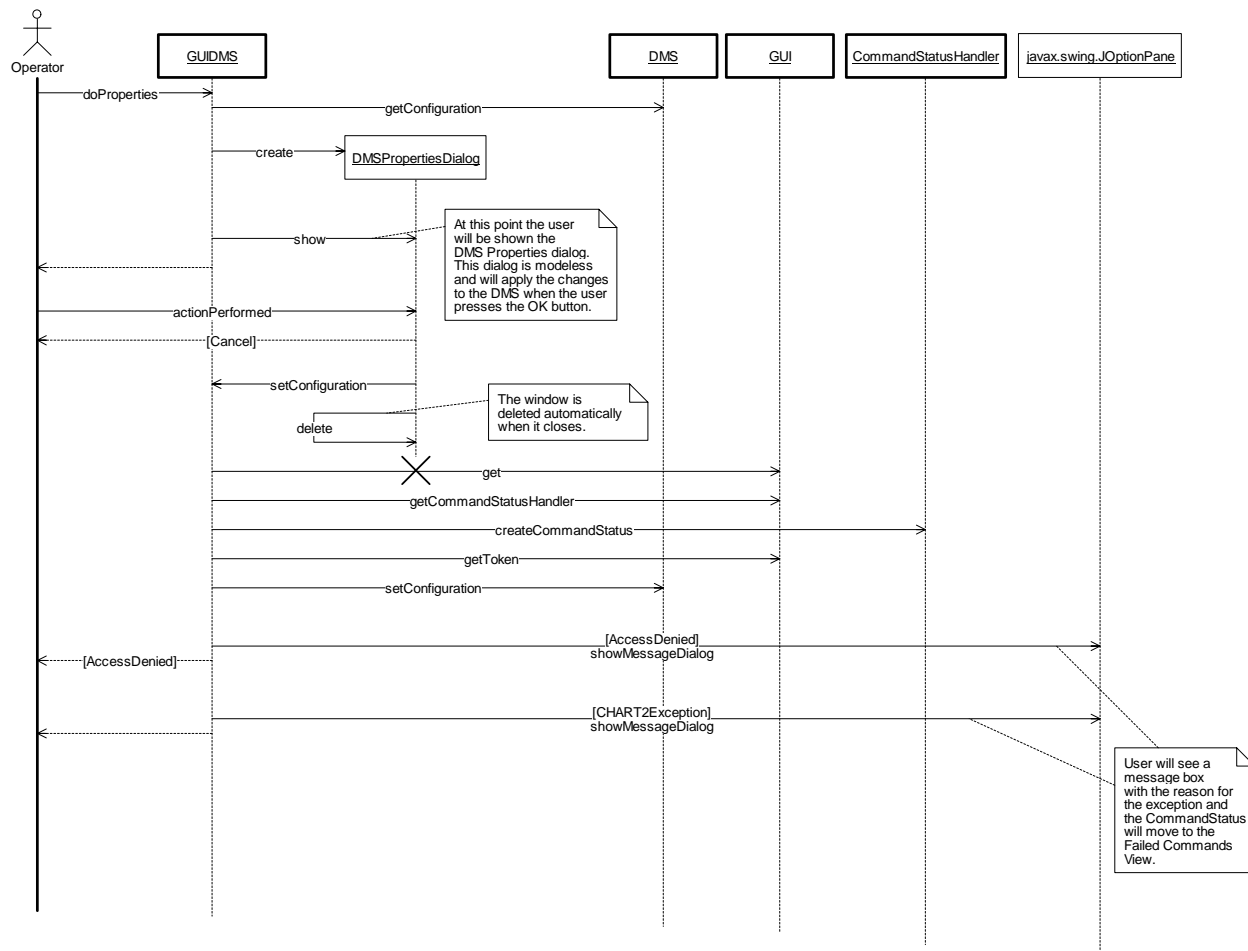 Operator
GUIDMS
DMS
GUI
CommandStatusHandler
javax.swing.JOptionPane
doProperties
getConfiguration
create
DMSPropertiesDialog
At this point the user
will be shown the
DMS Properties dialog.
This dialog is modeless
and will apply the changes
to the DMS when the user
presses the OK button.
show
actionPerformed
[Cancel]
setConfiguration
The window is
deleted automatically
when it closes.
delete
get
getCommandStatusHandler
createCommandStatus
getToken
setConfiguration
[AccessDenied]
showMessageDialog
[AccessDenied]
[CHART2Exception]
showMessageDialog
User will see a
message box
with the reason for
the exception and
the CommandStatus
will move to the
Failed Commands
View.